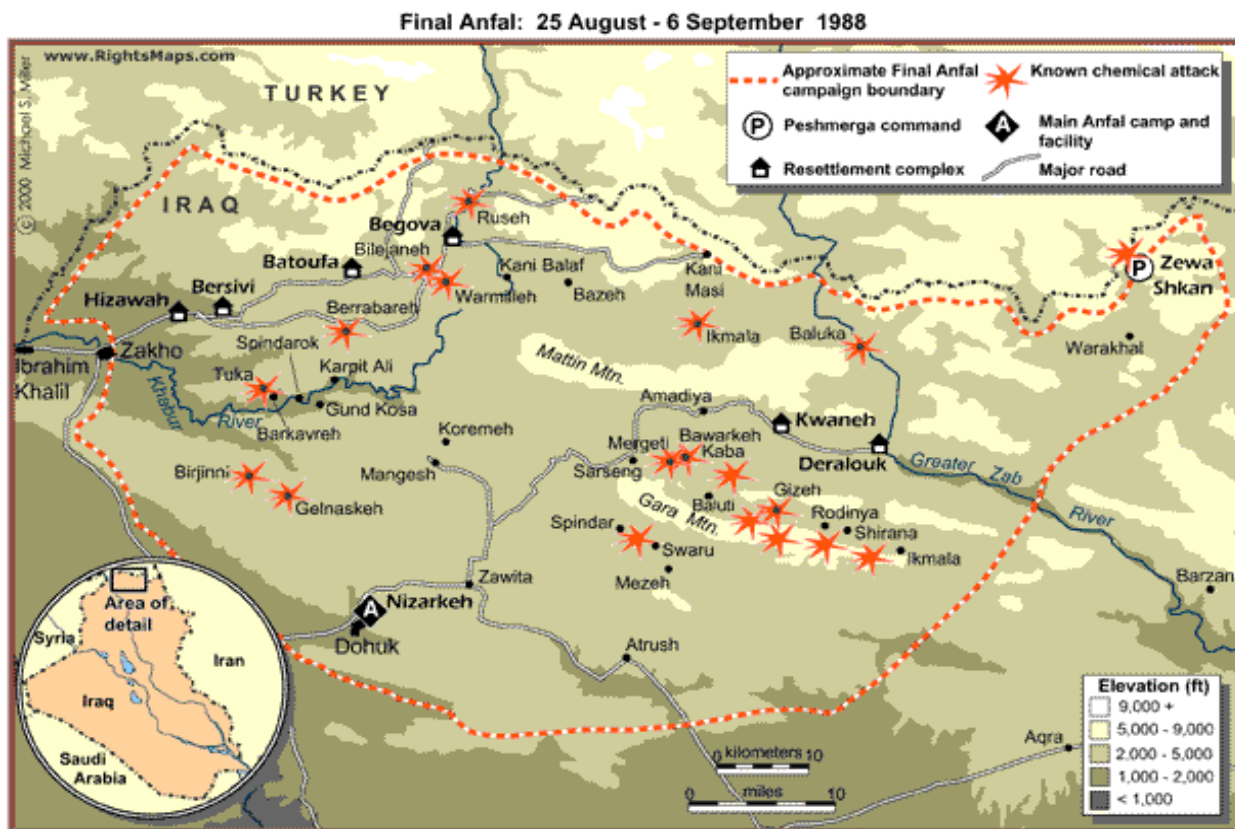 Final Anfal: 25 August - 6 September 1988
www.RightsMaps.com
© 2000 Michael S. Miller
TURKEY
IRAQ
Approximate Final Anfal
campaign boundary
Known chemical attack
P
Peshmerga command
A
Main Anfal camp and
facility
Resettlement complex
Major road
Ruseh
Begova
Bilejaneh
Batoufa
Kani Balaf
Kani
Masi
P
Zewa
Shkan
Bersivi
Hizawah
Warmileh
Bazeh
Berrabareh
Ikmala
Baluka
Warakhal
Zakho
Ibrahim
Khalil
Spindarok
Tuka
Karpit Ali
Mattin Mtn.
Khabur
River
Gund Kosa
Barkavreh
Amadiya
Kwaneh
Koremeh
Mergeti
Bawarkeh
Kaba
Deralouk
Birjinni
Mangesh
Sarseng
Greater Zab
River
Gelnaskeh
Baluti
Gizeh
Gara Mtn.
Rodinya
Spindar
Shirana
Swaru
Ikmala
Mezeh
Zawita
Barzan
A
Nizarkeh
Dohuk
Atrush
Area of
detail
Syria
Iran
Iraq
Saudi
Arabia
Aqra
0 kilometers 10
0 miles 10
Elevation (ft)
9,000 +
5,000 - 9,000
2,000 - 5,000
1,000 - 2,000
< 1,000